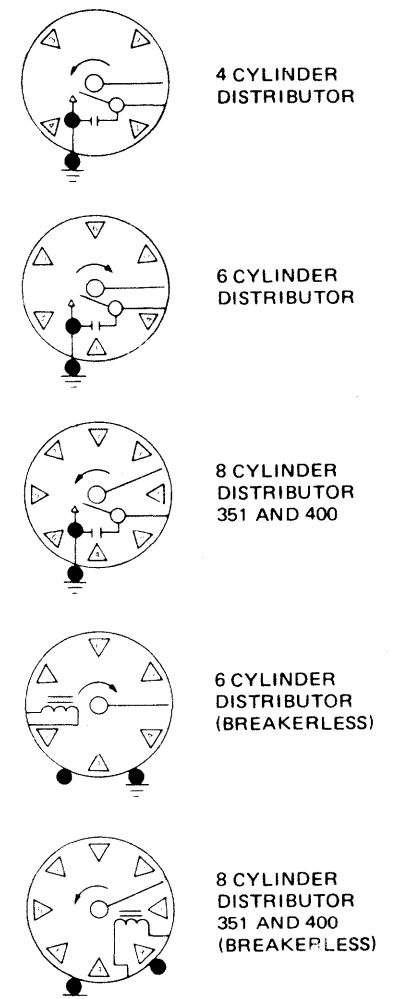 4 CYLINDER
DISTRIBUTOR
6 CYLINDER
DISTRIBUTOR
8 CYLINDER
DISTRIBUTOR
351 AND 400
6 CYLINDER
DISTRIBUTOR
(BREAKERLESS)
8 CYLINDER
DISTRIBUTOR
351 AND 400
(BREAKERLESS)